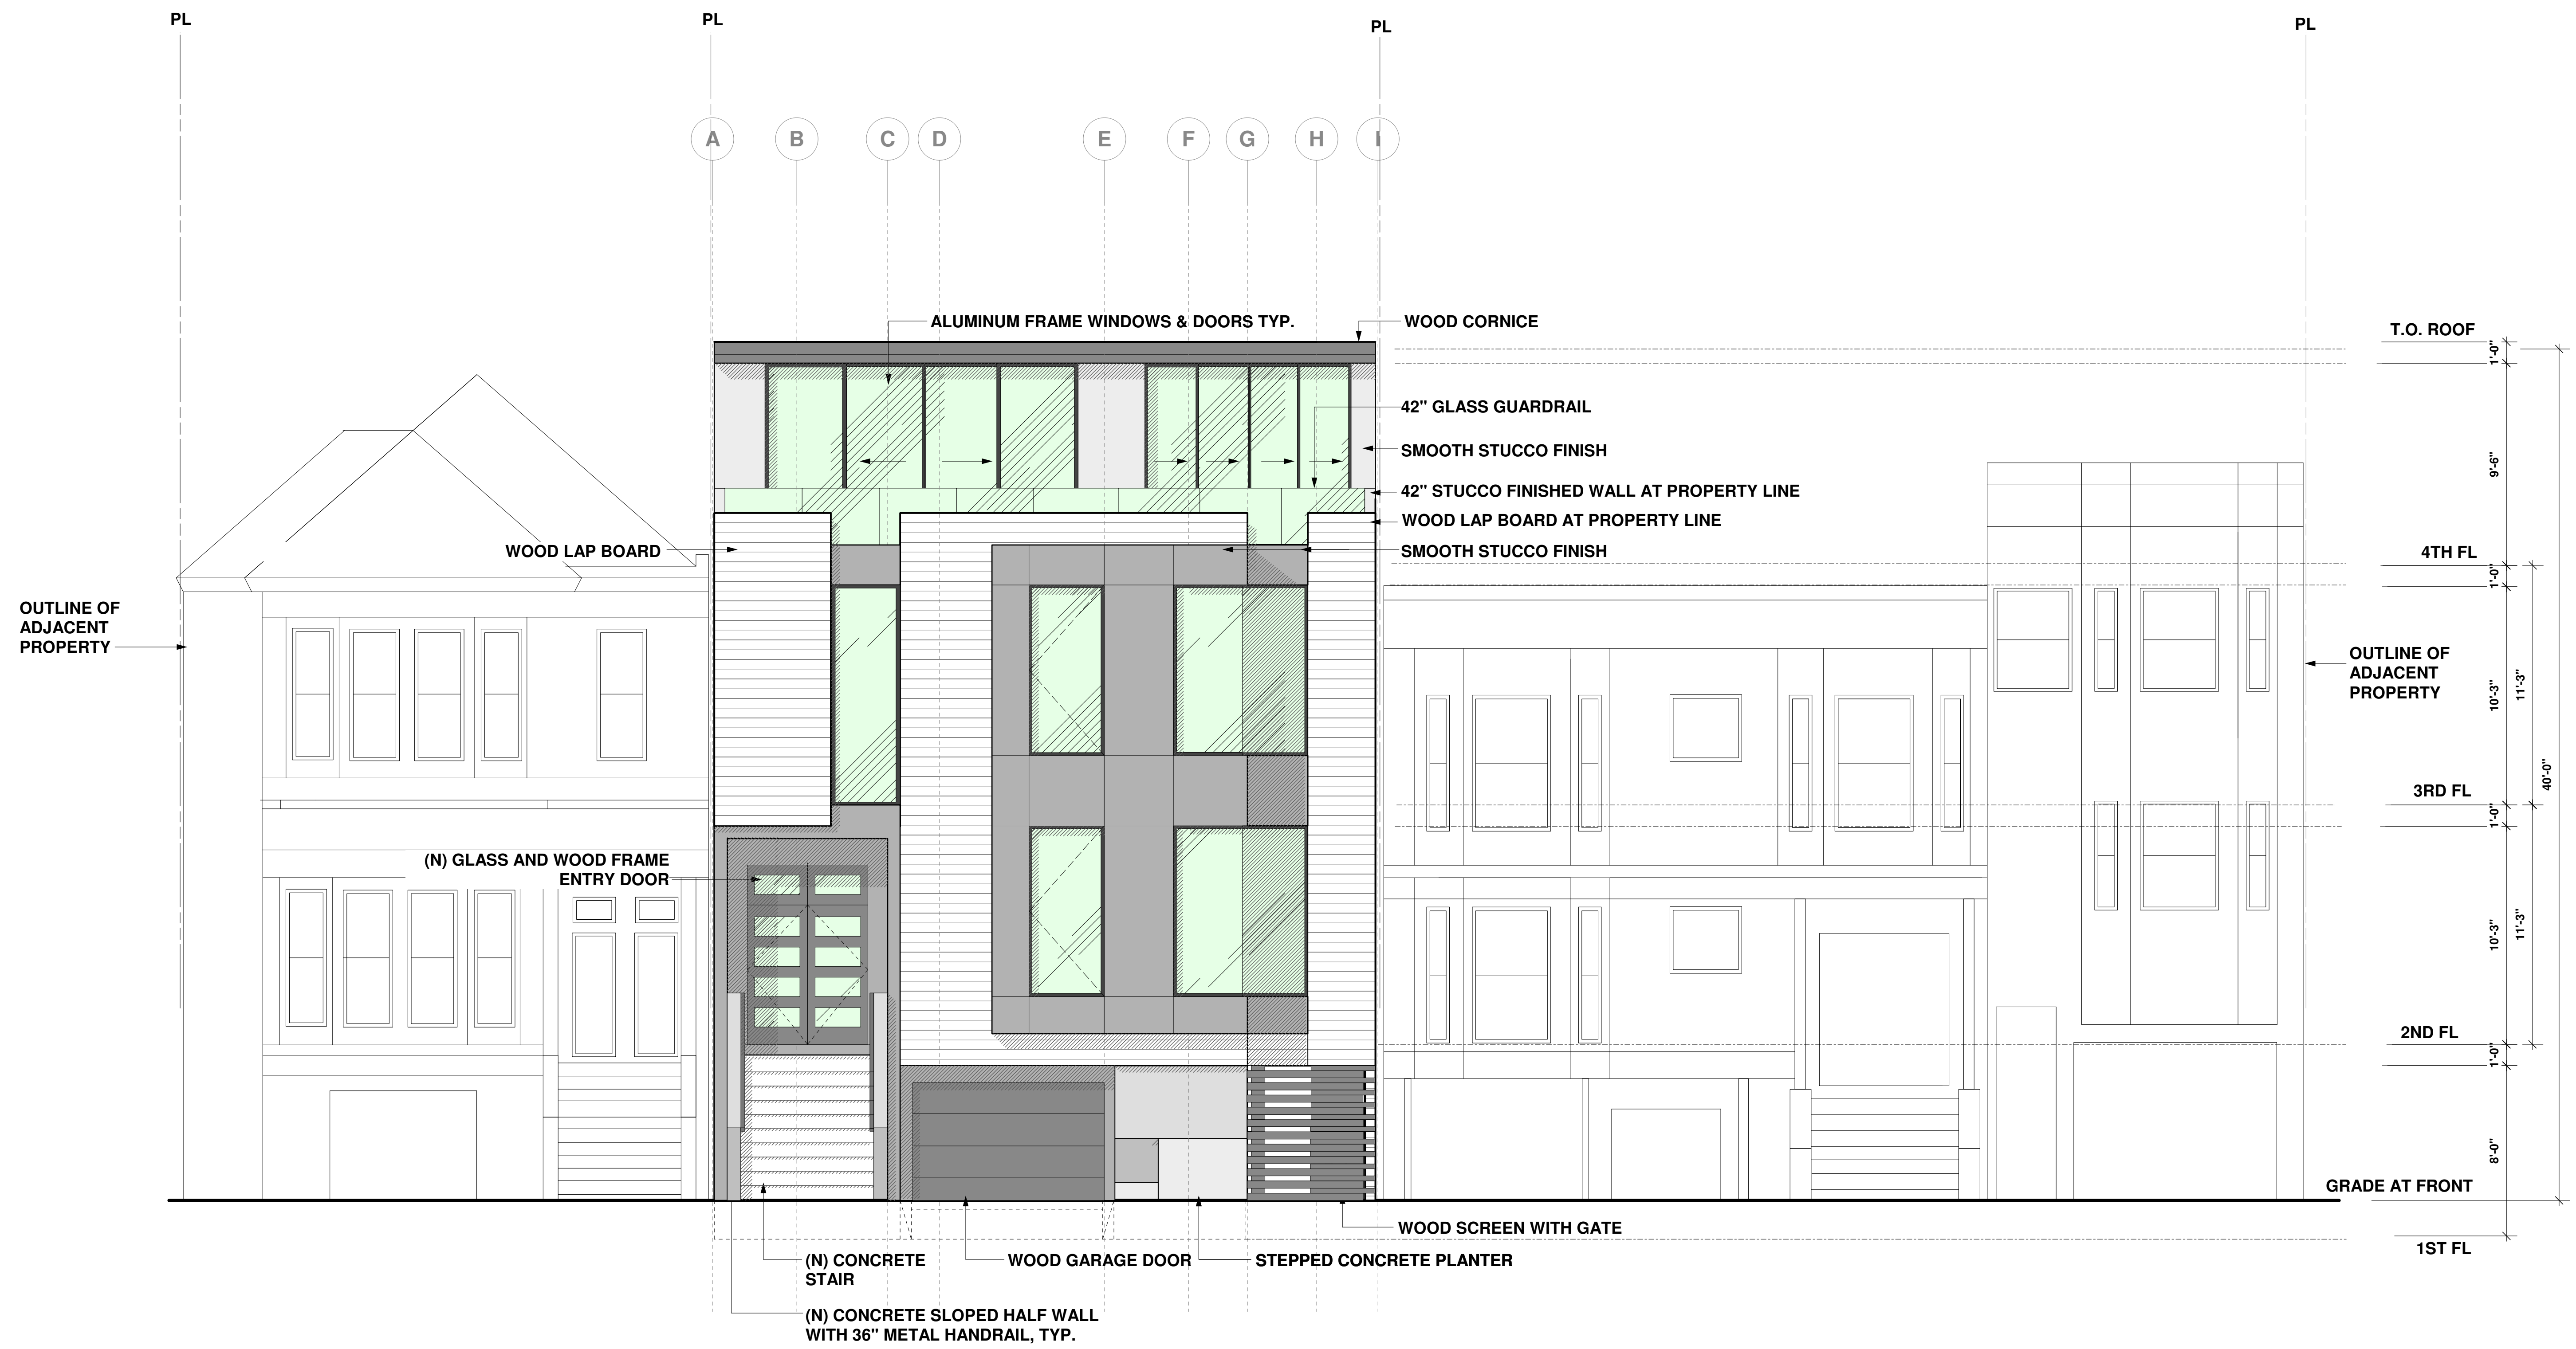 PL
PL
PL
PL
A
B
C
D
E
F
G
H
I
ALUMINUM FRAME WINDOWS & DOORS TYP.
WOOD CORNICE
T.O. ROOF
1'-0"
42" GLASS GUARDRAIL
SMOOTH STUCCO FINISH
9'-6"
42" STUCCO FINISHED WALL AT PROPERTY LINE
WOOD LAP BOARD AT PROPERTY LINE
WOOD LAP BOARD
SMOOTH STUCCO FINISH
4TH FL
1'-0"
OUTLINE OF
ADJACENT
PROPERTY
OUTLINE OF
ADJACENT
PROPERTY
10'-3"
11'-3"
40'-0"
3RD FL
1'-0"
(N) GLASS AND WOOD FRAME
ENTRY DOOR
10'-3"
11'-3"
2ND FL
1'-0"
8'-0"
GRADE AT FRONT
WOOD SCREEN WITH GATE
1ST FL
(N) CONCRETE
STAIR
WOOD GARAGE DOOR
STEPPED CONCRETE PLANTER
(N) CONCRETE SLOPED HALF WALL
WITH 36" METAL HANDRAIL, TYP.